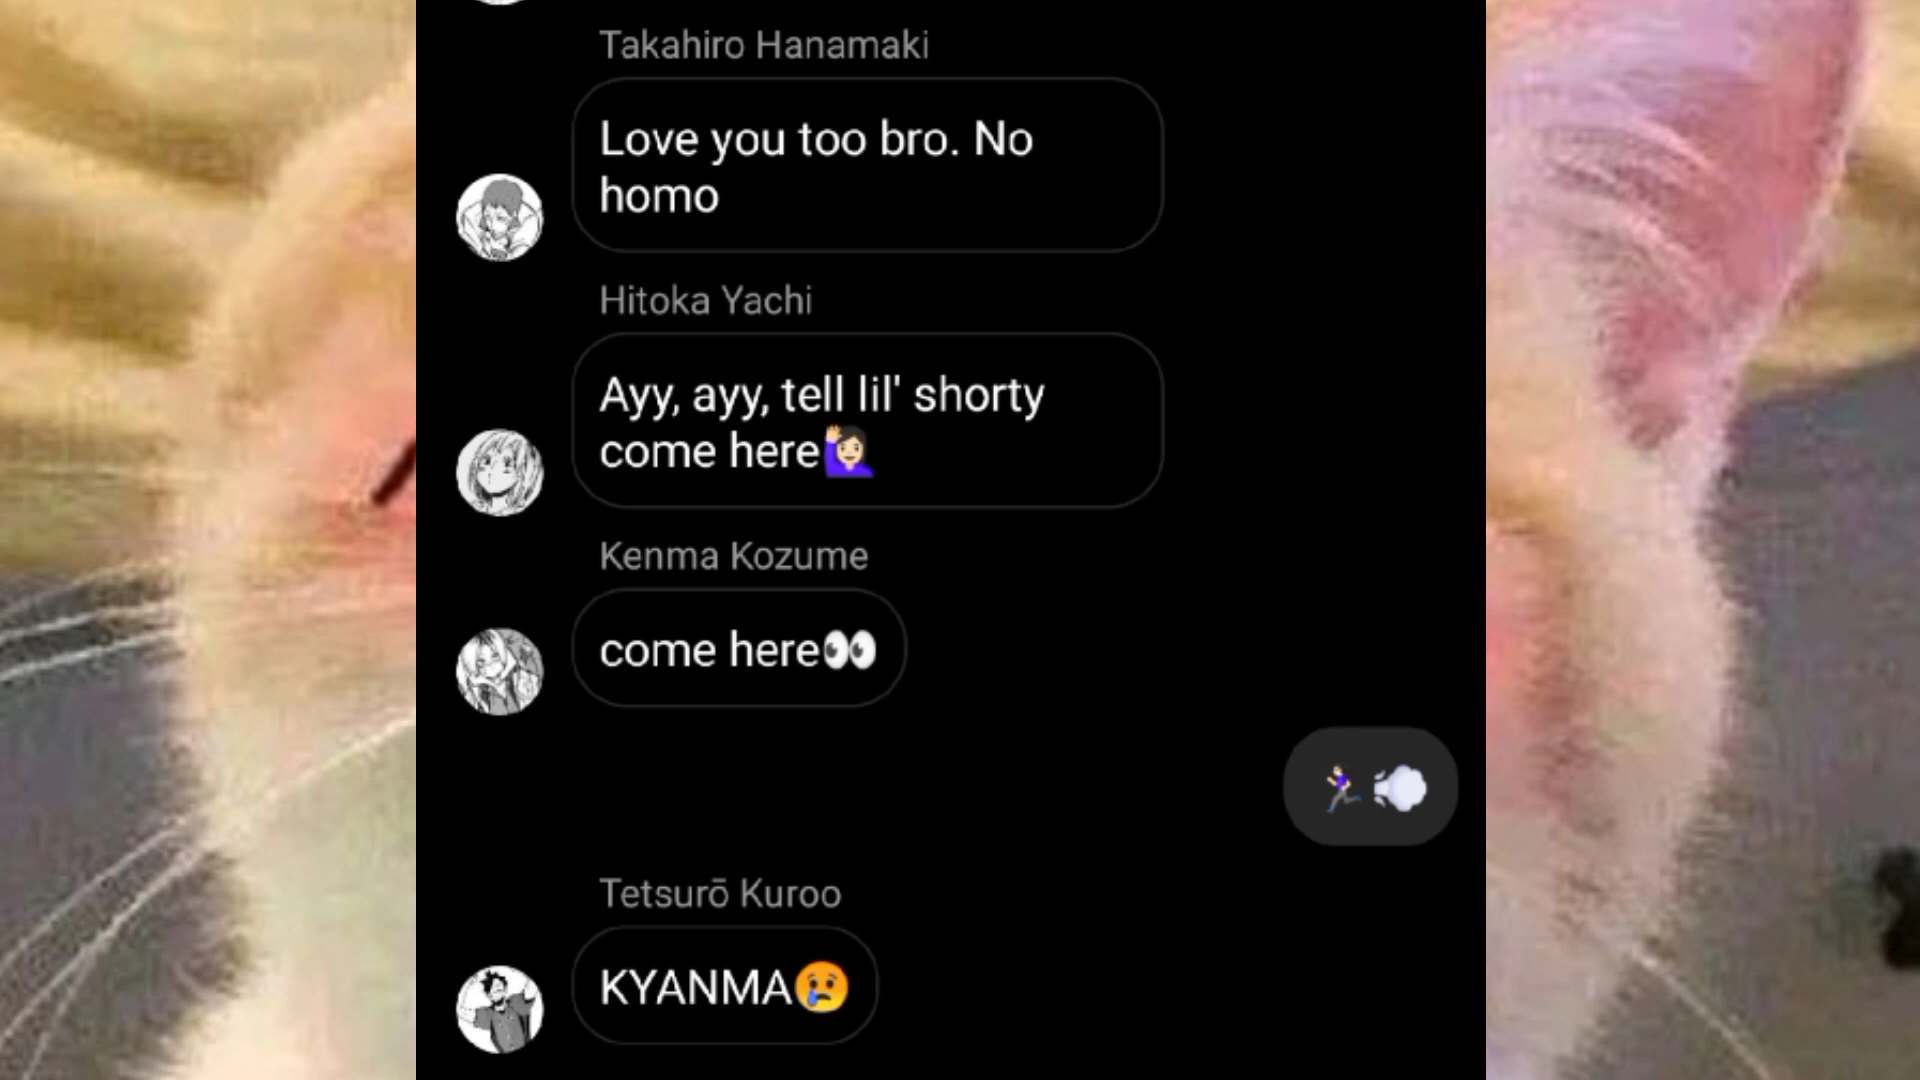 Takahiro Hanamaki
Love you too bro. No
homo
Hitoka Yachi
Ayy, ayy, tell lil' shorty
come here🙋🏻‍♀️
Kenma Kozume
come here👀
🏃🏻‍♀️💨
Tetsurō Kuroo
KYANMA😢